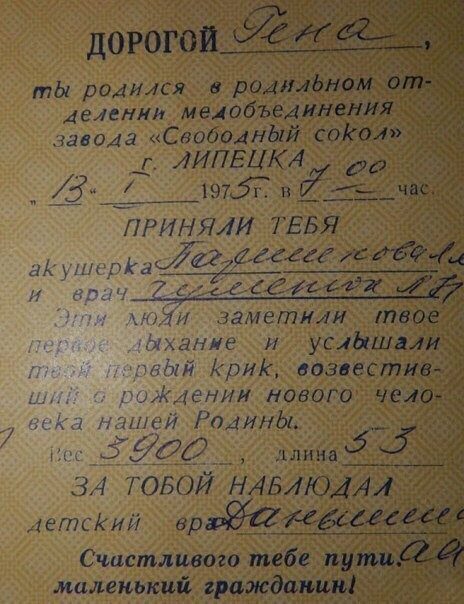 ДОРОГОЙ Гена,
ты родился в родильном от-
делении медобъединения
завода «Свободный сокол»
г. ЛИПЕЦКА
„13" I 1975г. в 7 00 час.
ПРИНЯЛИ ТЕБЯ
акушерка
и врач
Эти люди заметили твое
первое дыхание и услышали
твой первый крик, возвестив-
ший о рождении нового чело-
века нашей Родины.
Вес 3900, длина 53
ЗА ТОБОЙ НАБЛЮДАЛ
детский врач
Счастливого тебе пути,
маленький гражданин!